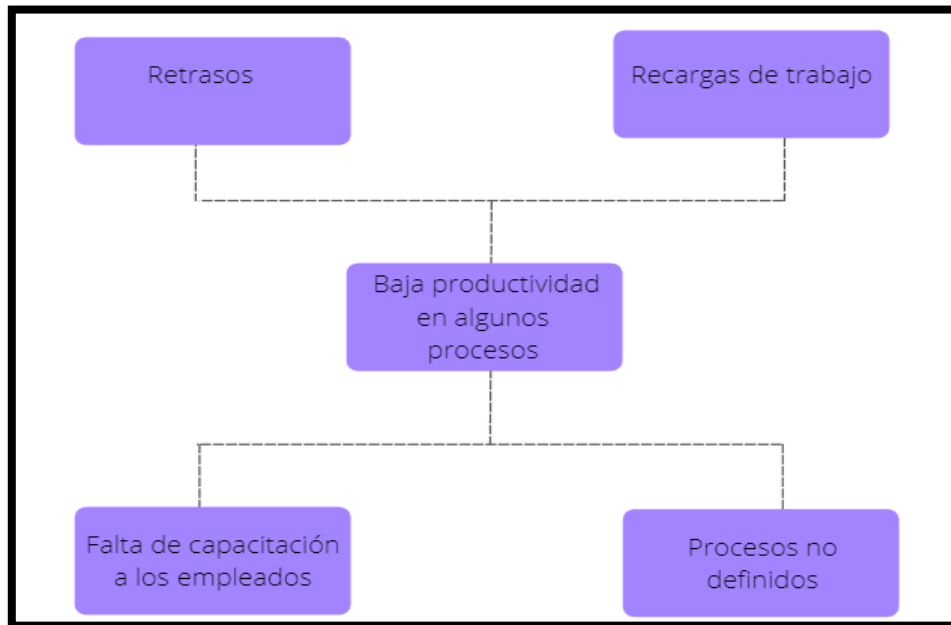 Retrasos
Recargas de trabajo
Baja productividad
en algunos
procesos
Falta de capacitación
a los empleados
Procesos no
definidos